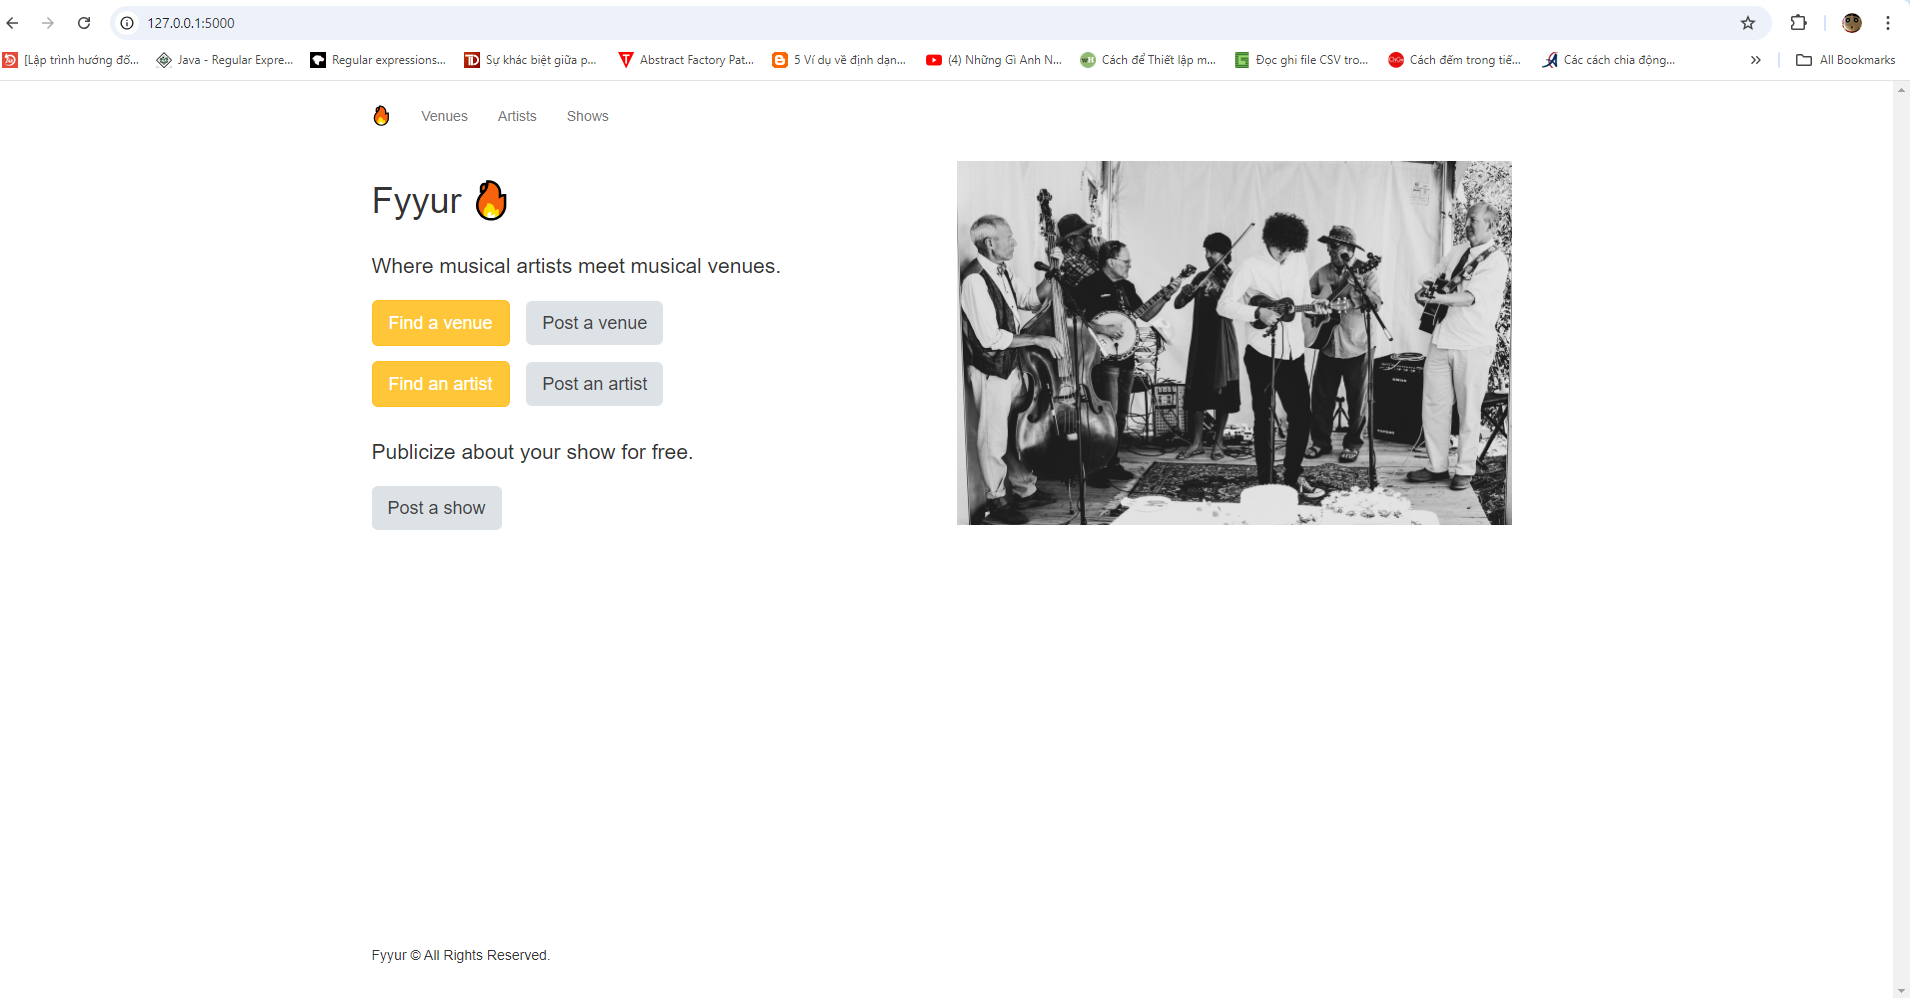 127.0.0.1:5000
[Lập trình hướng đố... Java - Regular Expre... Regular expressions... Sự khác biệt giữa p... Abstract Factory Pat... 5 Ví dụ về định dạn... (4) Những Gì Anh N... Cách để Thiết lập m... Đọc ghi file CSV tro... Cách đếm trong tiế... Các cách chia động... All Bookmarks
Venues Artists Shows
Fyyur
Where musical artists meet musical venues.
Find a venue Post a venue
Find an artist Post an artist
Publicize about your show for free.
Post a show
Fyyur © All Rights Reserved.